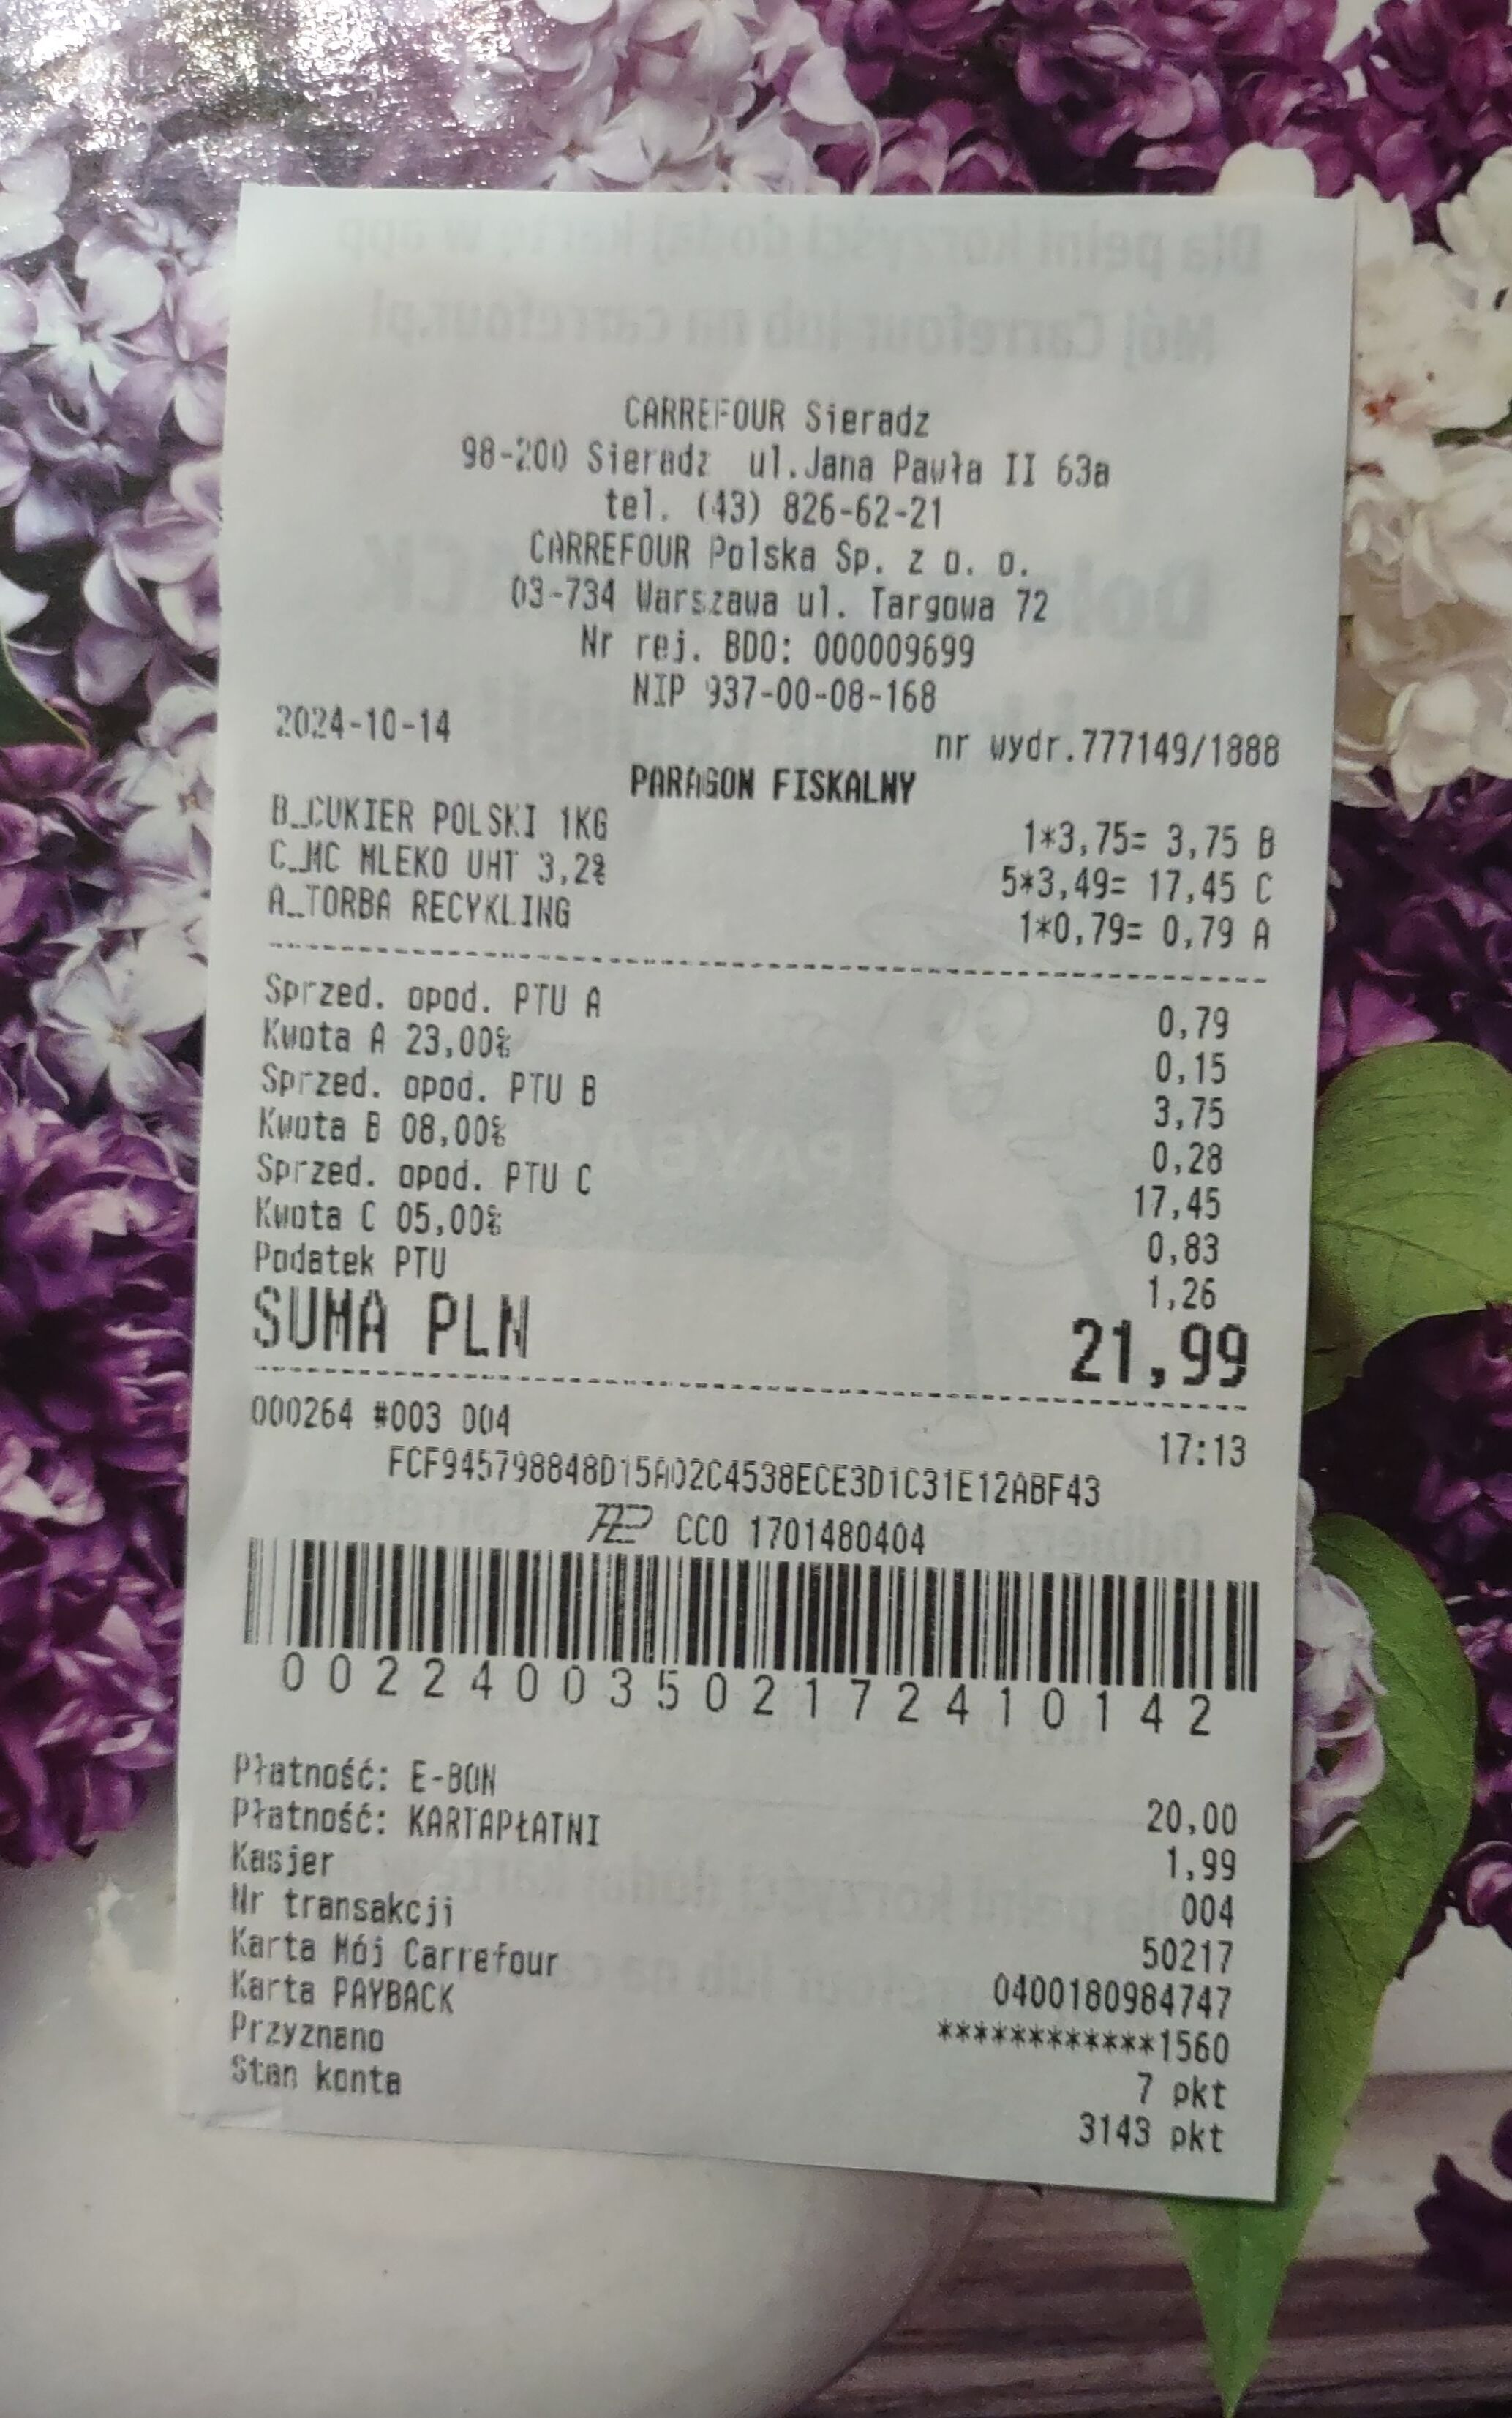 CARREFOUR Sieradz
98-200 Sieradz ul.Jana Pawła II 63a
tel. (43) 826-62-21
CARREFOUR Polska Sp. z o. o.
03-734 Warszawa ul. Targowa 72
Nr rej. BDO: 000009699
NIP 937-00-08-168
2024-10-14 nr wydr.777149/1888
PARAGON FISKALNY
B_CUKIER POLSKI 1KG 1*3,75= 3,75 B
C_MC MLEKO UHT 3,2% 5*3,49= 17,45 C
A_TORBA RECYKLING 1*0,79= 0,79 A
Sprzed. opod. PTU A 0,79
Kwota A 23,00% 0,15
Sprzed. opod. PTU B 3,75
Kwota B 08,00% 0,28
Sprzed. opod. PTU C 17,45
Kwota C 05,00% 0,83
Podatek PTU 1,26
SUMA PLN 21,99
000264 #003 004 17:13
FCF945798848D15A02C4538ECE3D1C31E12ABF43
CCO 1701480404
00224003502172410142
Płatność: E-BON 20,00
Płatność: KARTAPŁATNI 1,99
Kasjer 004
Nr transakcji 50217
Karta Mój Carrefour 0400180984747
Karta PAYBACK ************1560
Przyznano 7 pkt
Stan konta 3143 pkt